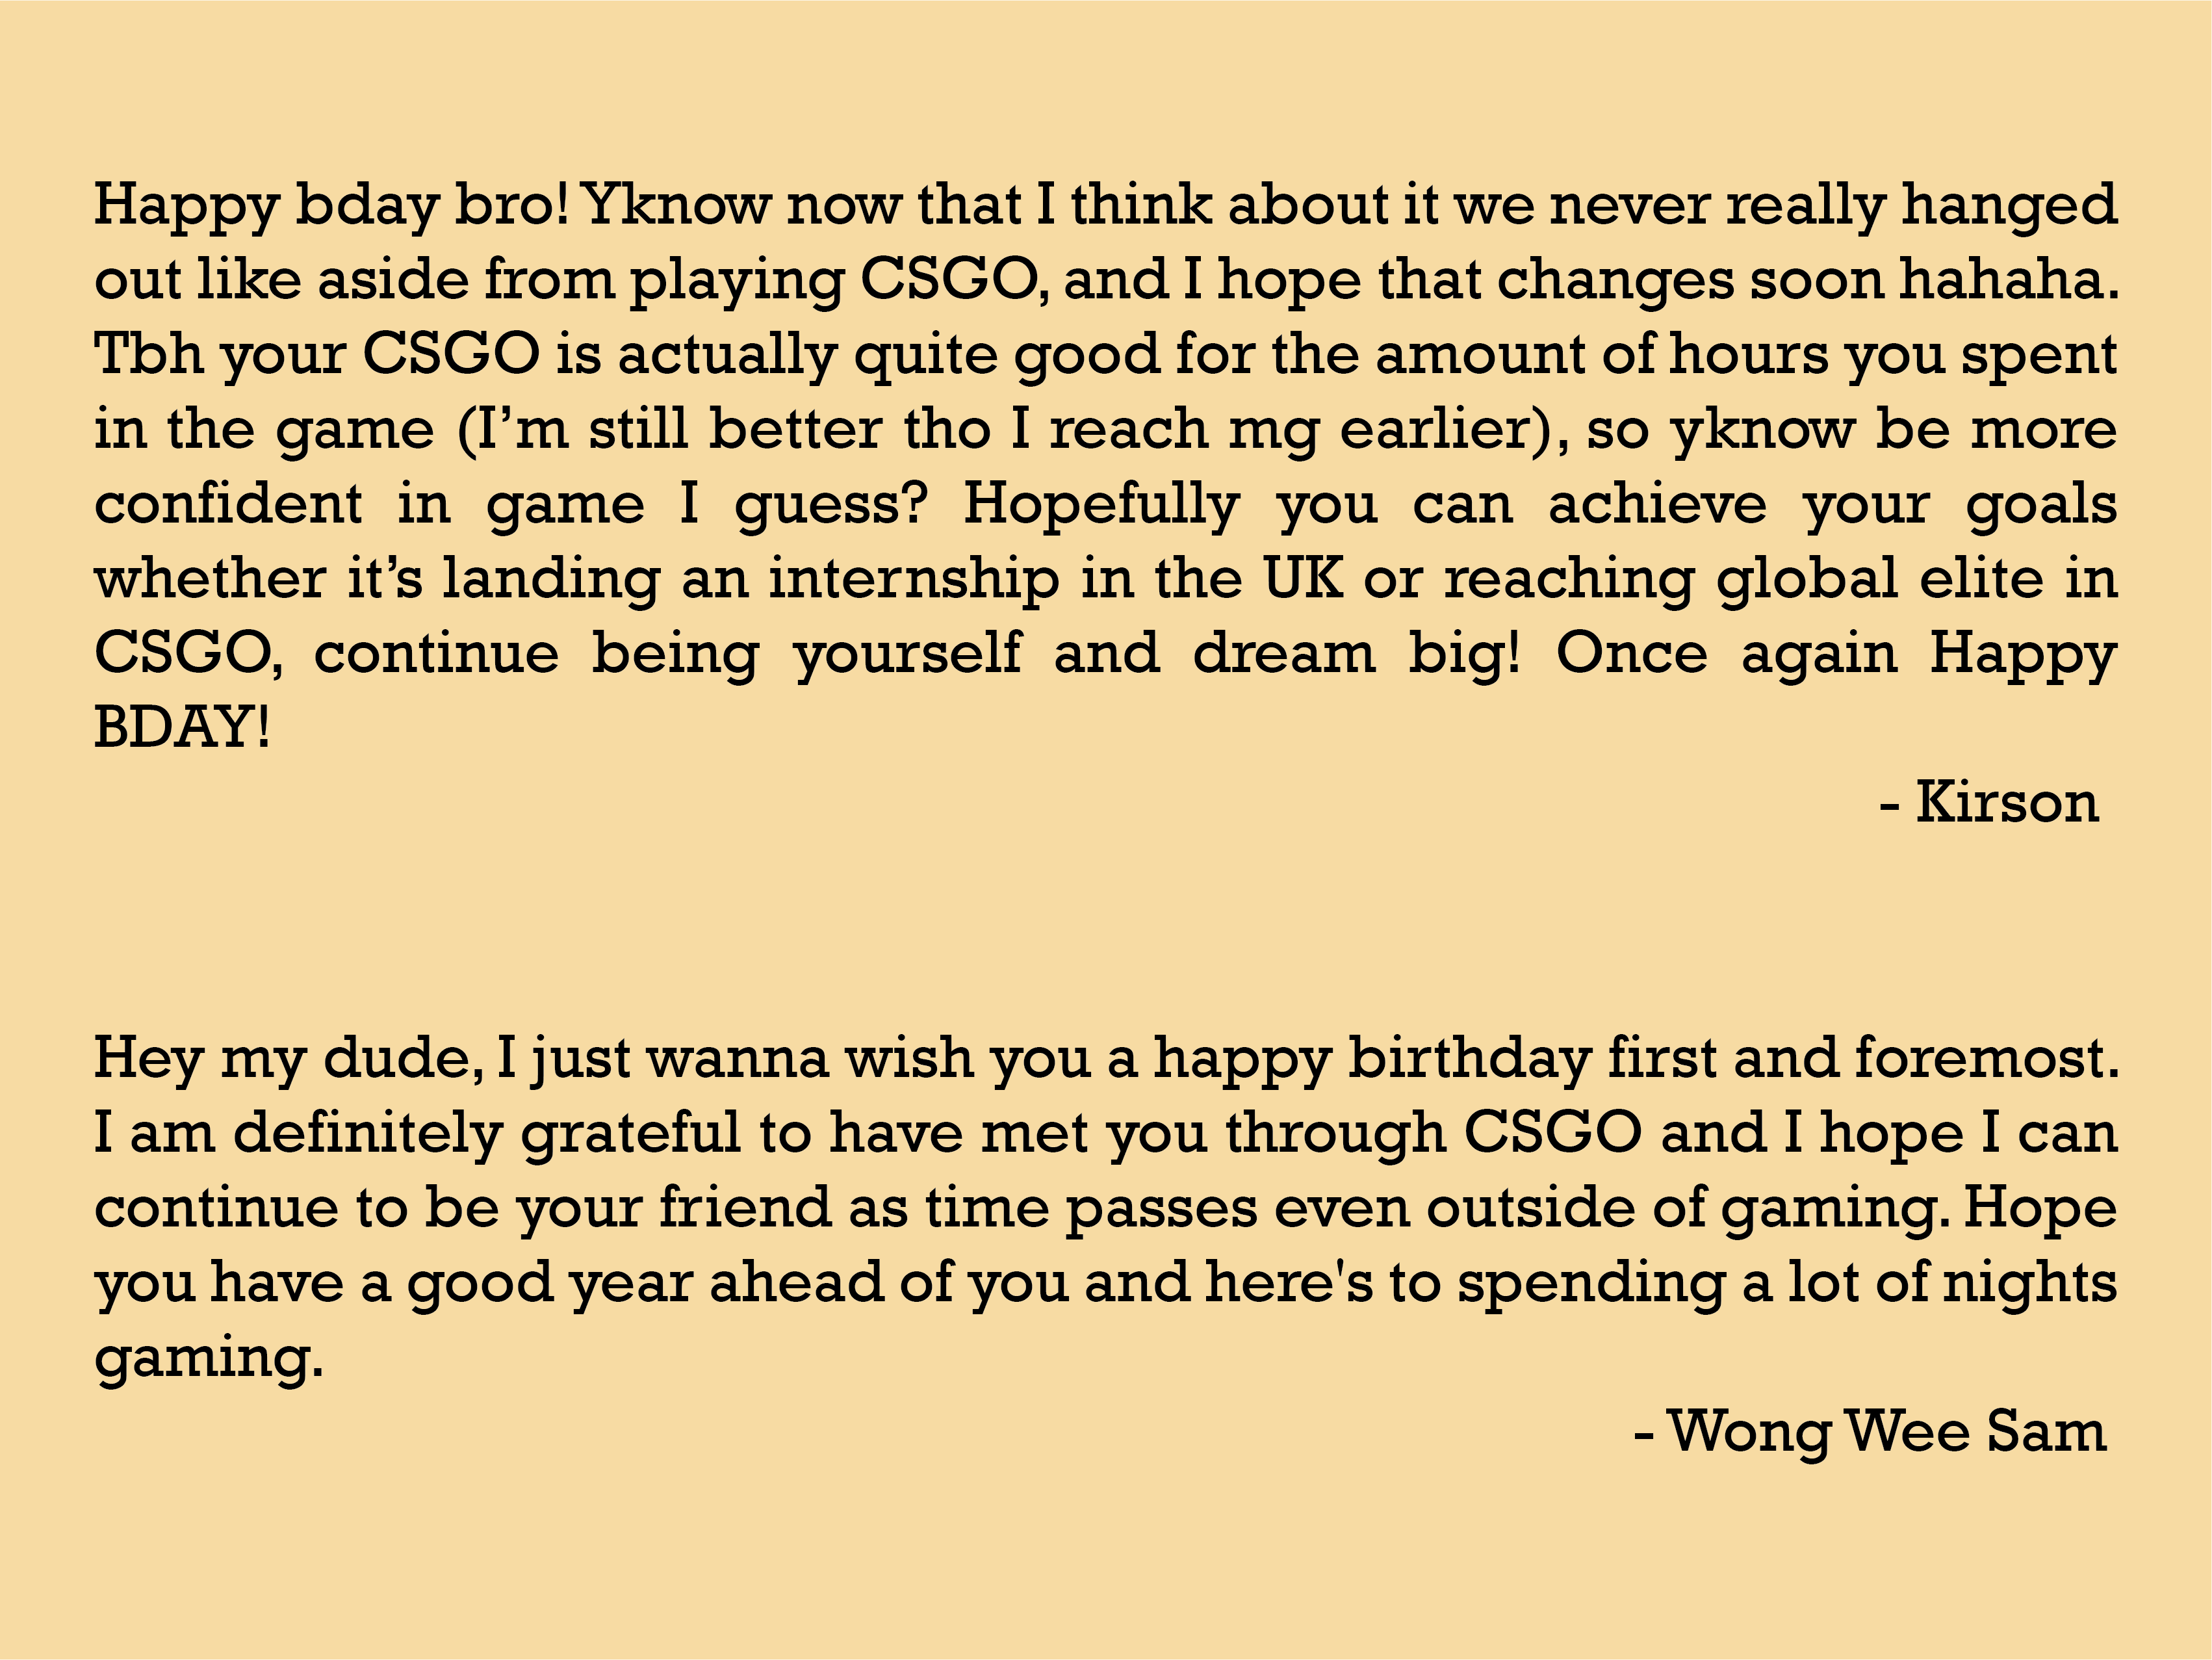 Happy bday bro! Yknow now that I think about it we never really hanged
out like aside from playing CSGO, and I hope that changes soon hahaha.
Tbh your CSGO is actually quite good for the amount of hours you spent
in the game (I’m still better tho I reach mg earlier), so yknow be more
confident in game I guess? Hopefully you can achieve your goals
whether it’s landing an internship in the UK or reaching global elite in
CSGO, continue being yourself and dream big! Once again Happy
BDAY!
- Kirson
Hey my dude, I just wanna wish you a happy birthday first and foremost.
I am definitely grateful to have met you through CSGO and I hope I can
continue to be your friend as time passes even outside of gaming. Hope
you have a good year ahead of you and here's to spending a lot of nights
gaming.
- Wong Wee Sam